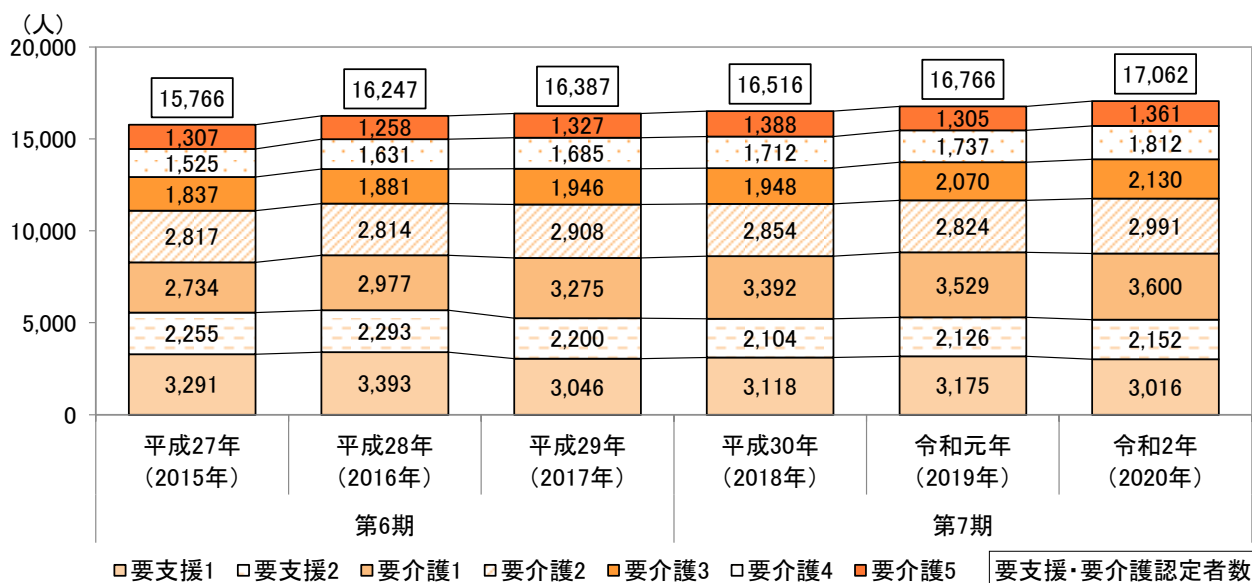 （人）
20,000
15,000
10,000
5,000
0
15,766 16,247 16,387 16,516 16,766 17,062
1,307 1,258 1,327 1,388 1,305 1,361
1,525 1,631 1,685 1,712 1,737 1,812
1,837 1,881 1,946 1,948 2,070 2,130
2,817 2,814 2,908 2,854 2,824 2,991
2,734 2,977 3,275 3,392 3,529 3,600
2,255 2,293 2,200 2,104 2,126 2,152
3,291 3,393 3,046 3,118 3,175 3,016
平成27年 平成28年 平成29年 平成30年 令和元年 令和2年
（2015年） （2016年） （2017年） （2018年） （2019年） （2020年）
第6期 第7期
要支援1 要支援2 要介護1 要介護2 要介護3 要介護4 要介護5 要支援・要介護認定者数